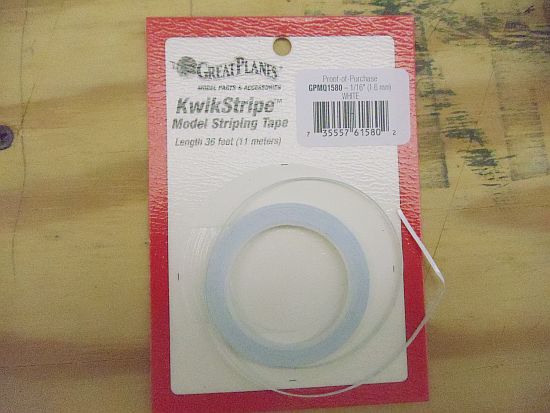 GREAT PLANES
MODEL PARTS & ACCESSORIES
KwikStripe™
Model Striping Tape
Length 36 feet (11 meters)
Proof-of-Purchase
GPMQ1580 – 1/16" (1.6 mm)
WHITE
7 35557 61580 2